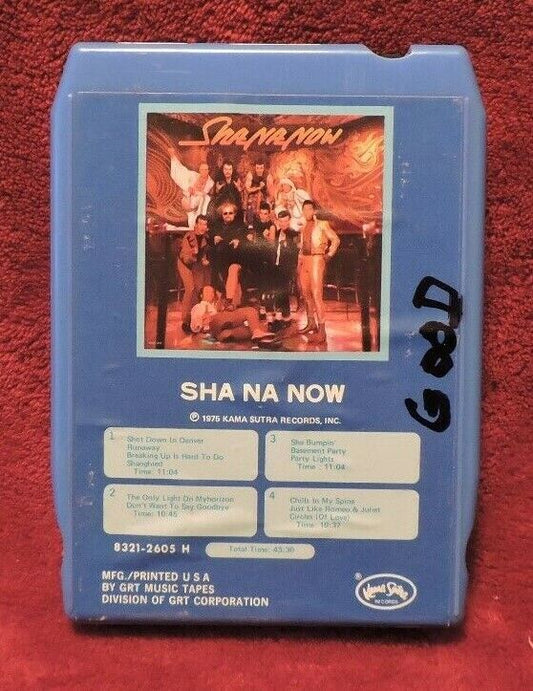 SHA NA NOW
SHA NA NOW
℗ 1975 KAMA SUTRA RECORDS, INC.
1
Shot Down In Denver
Runaway
Breaking Up Is Hard To Do
Shanghied
Time: 11:04
2
The Only Light On Myhorizon
Don't Want To Say Goodbye
Time: 10:45
3
She Bumpin'
Basement Party
Party Lights
Time: 11:04
4
Chills In My Spine
Just Like Romeo & Juliet
Circles (Of Love)
Time: 10:37
8321-2605 H
Total Time: 43:30
MFG./PRINTED U S A
BY GRT MUSIC TAPES
DIVISION OF GRT CORPORATION
®
Kama Sutra
RECORDS
GOOD